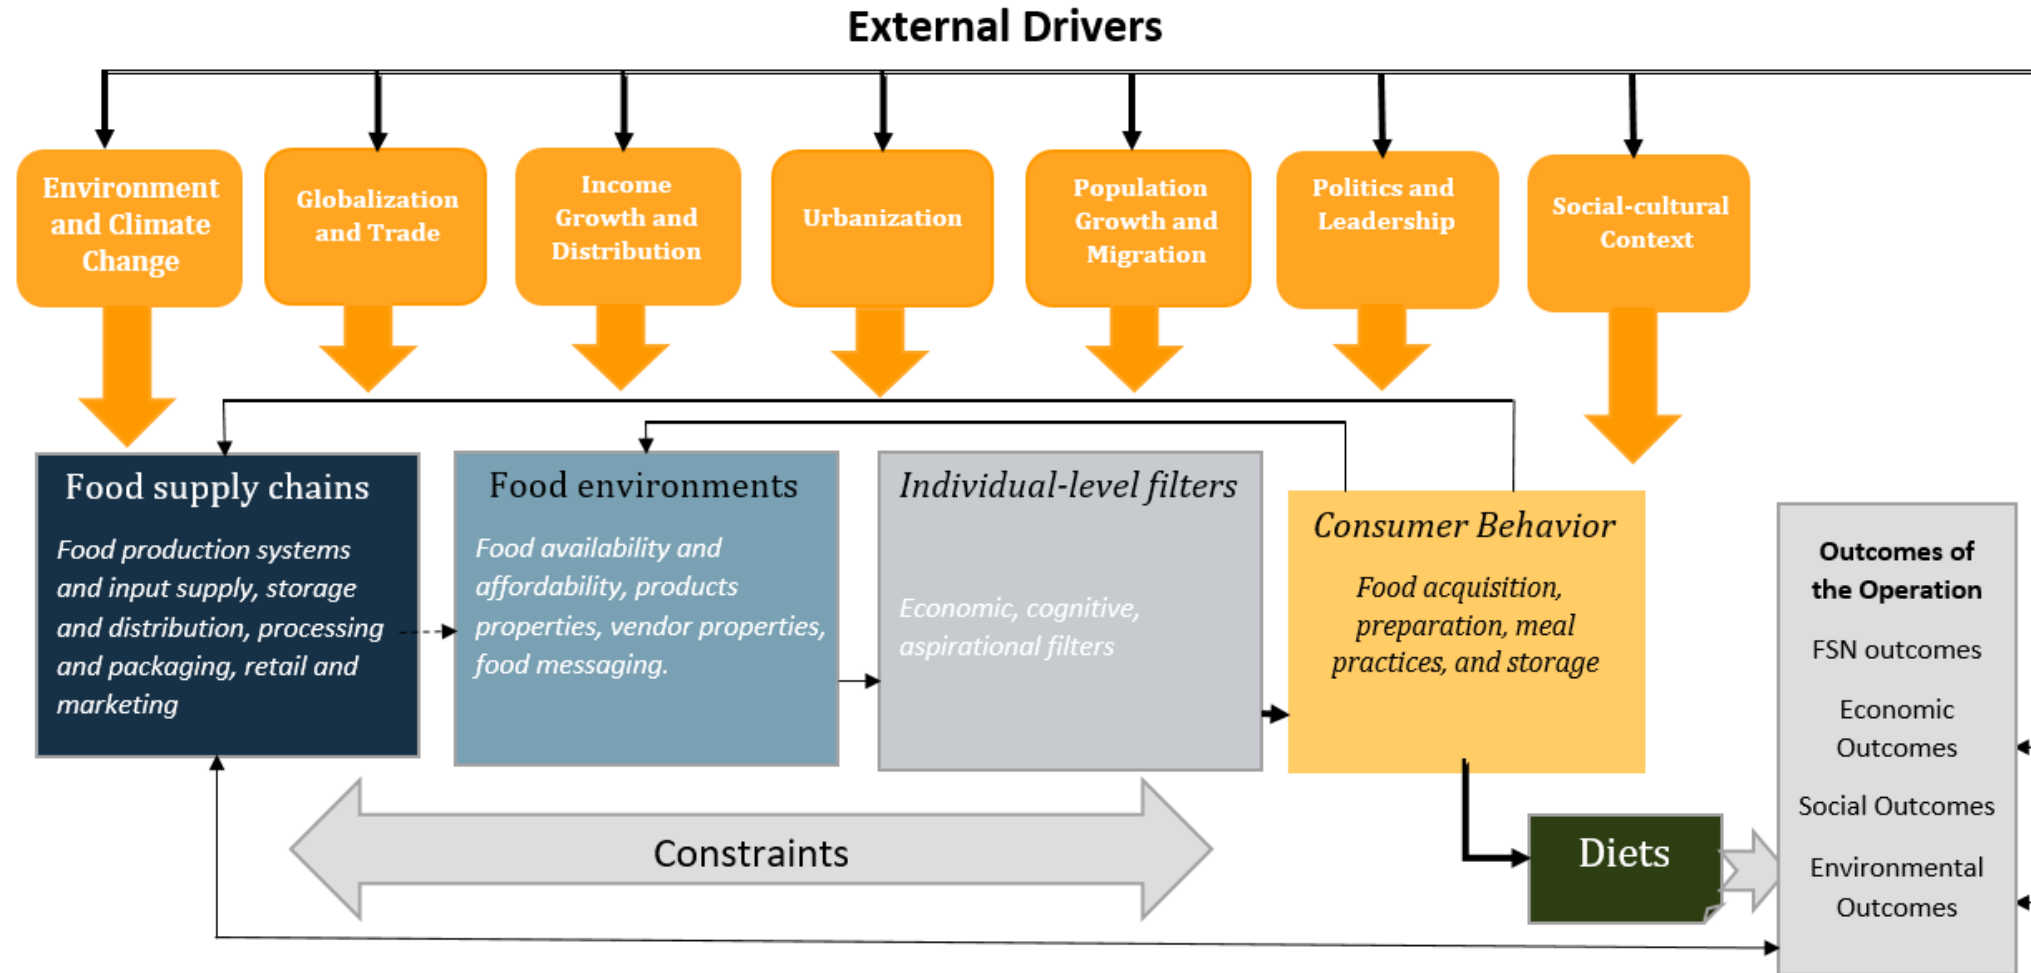 External Drivers
Environment
and Climate
Change
Globalization
and Trade
Income
Growth and
Distribution
Urbanization
Population
Growth and
Migration
Politics and
Leadership
Social-cultural
Context
Food supply chains
Food production systems
and input supply, storage
and distribution, processing
and packaging, retail and
marketing
Food environments
Food availability and
affordability, products
properties, vendor properties,
food messaging.
Individual-level filters
Economic, cognitive,
aspirational filters
Consumer Behavior
Food acquisition,
preparation, meal
practices, and storage
Outcomes of
the Operation
FSN outcomes
Economic
Outcomes
Social Outcomes
Environmental
Outcomes
Constraints
Diets